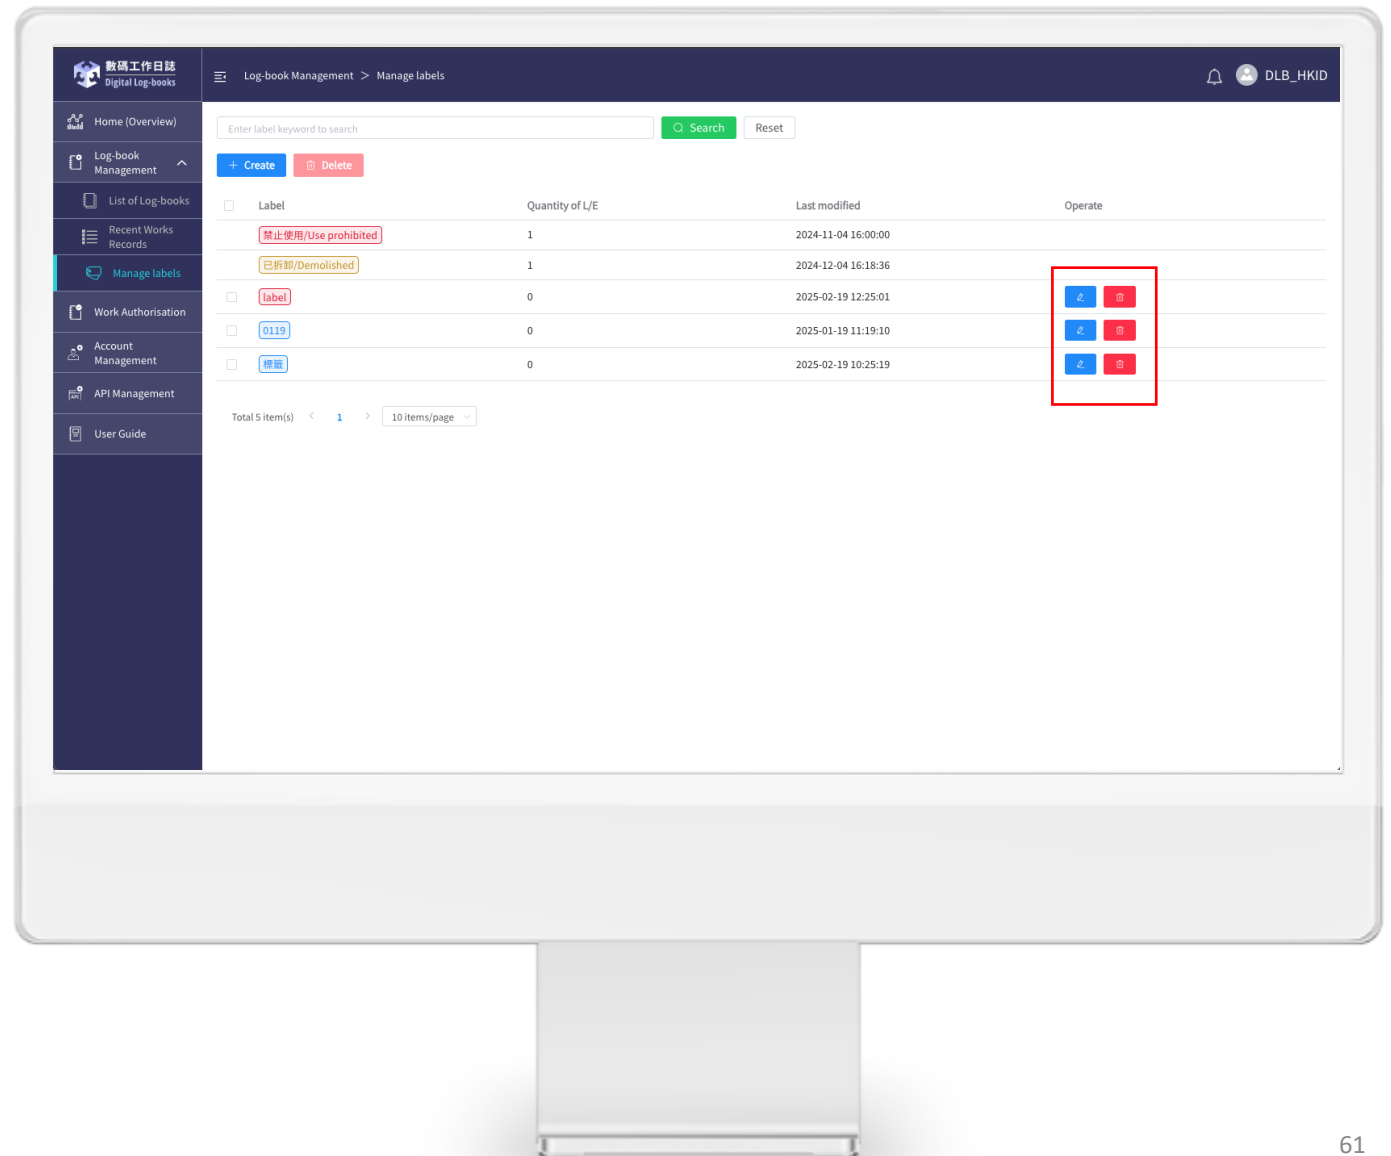 數碼工作日誌
Digital Log-books
Log-book Management > Manage labels
DLB_HKID
Home (Overview)
Log-book
Management
List of Log-books
Recent Works
Records
Manage labels
Work Authorisation
Account
Management
API Management
User Guide
Enter label keyword to search
Search
Reset
+ Create
Delete
Label Quantity of L/E Last modified Operate
禁止使用/Use prohibited 1 2024-11-04 16:00:00
已拆卸/Demolished 1 2024-12-04 16:18:36
label 0 2025-02-19 12:25:01
0119 0 2025-01-19 11:19:10
標籤 0 2025-02-19 10:25:19
Total 5 item(s) < 1 > 10 items/page
61